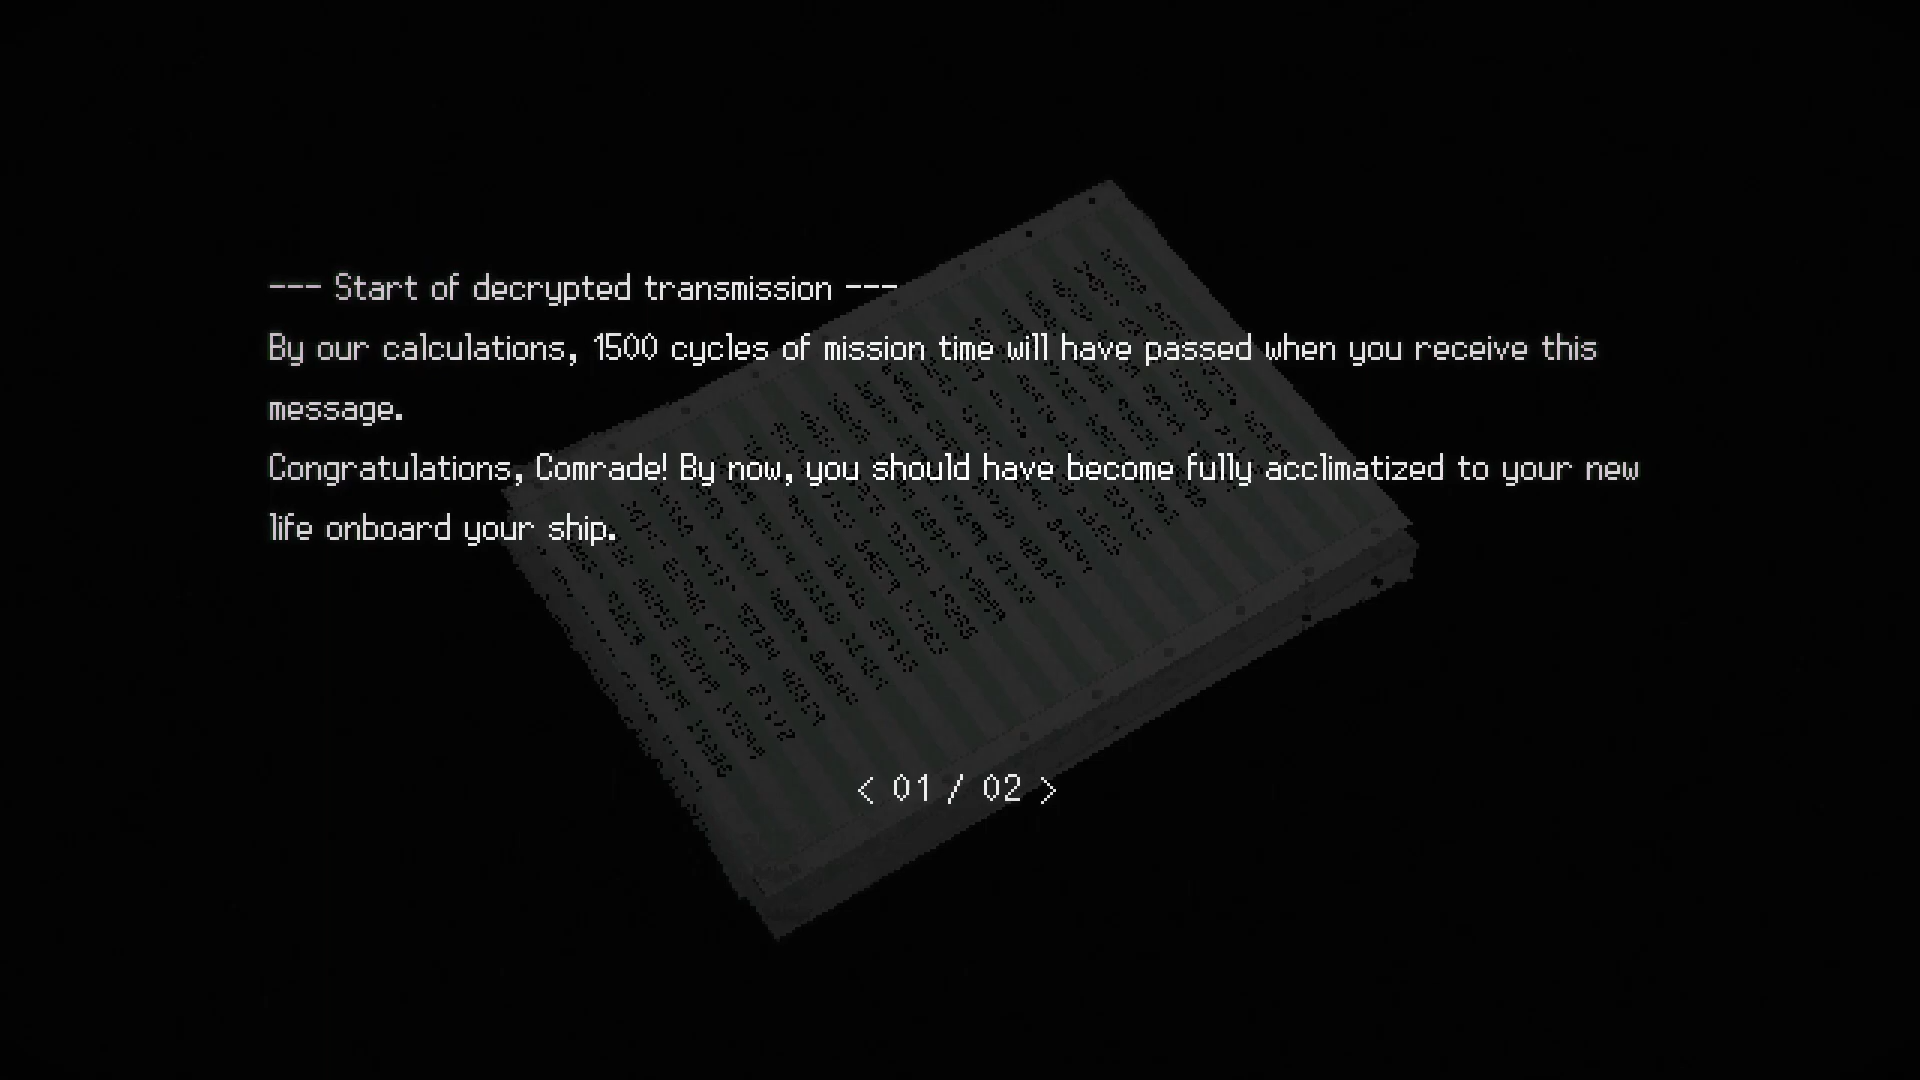 --- Start of decrypted transmission ---
By our calculations, 1500 cycles of mission time will have passed when you receive this
message.
Congratulations, Comrade! By now, you should have become fully acclimatized to your new
life onboard your ship.
< 01 / 02 >